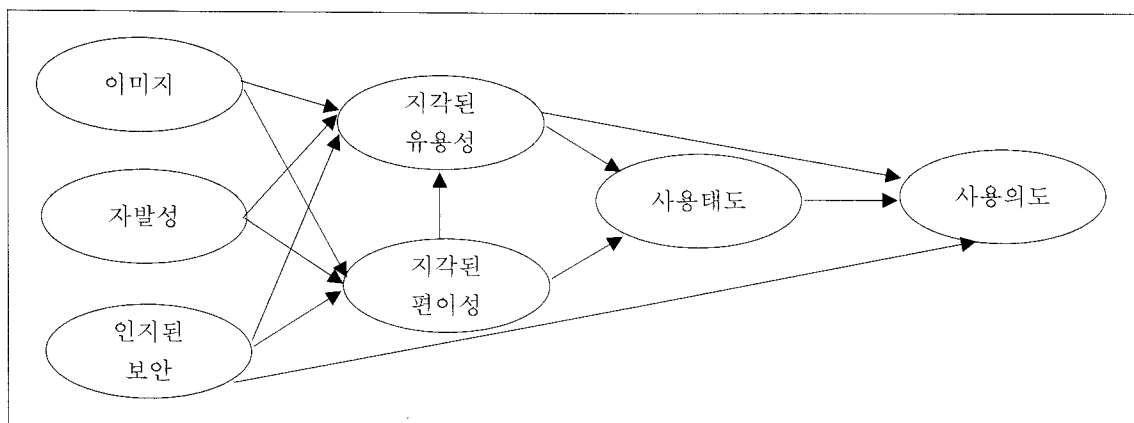 이미지
지각된
유용성
자발성
사용태도
사용의도
지각된
편이성
인지된
보안